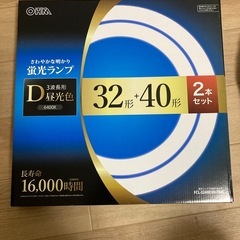 OHM
さわやかな明かり
蛍光ランプ
3波長形
D 昼光色
6400K
32形+40形
2本
セット
長寿命
16,000時間